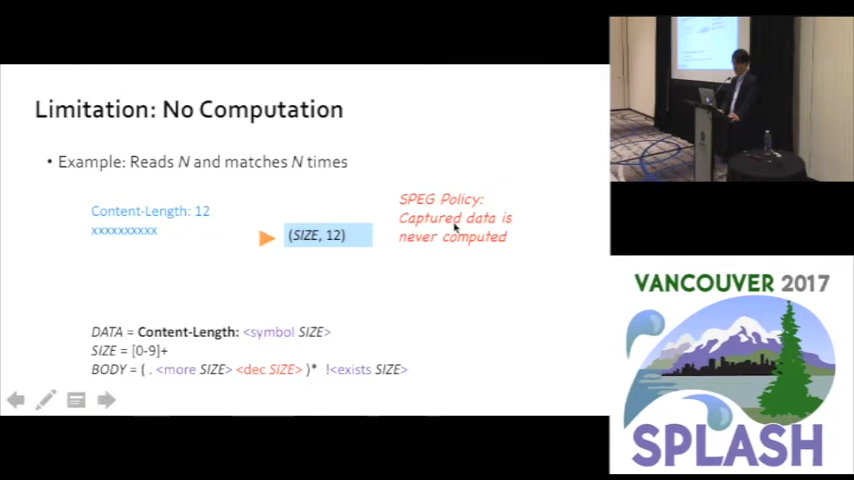 Limitation: No Computation
• Example: Reads N and matches N times
Content-Length: 12
xxxxxxxxxx
(SIZE, 12)
SPEG Policy:
Captured data is
never computed
DATA = Content-Length: <symbol SIZE>
SIZE = [0-9]+
BODY = ( . <more SIZE> <dec SIZE> )* !<exists SIZE>
VANCOUVER 2017
SPLASH